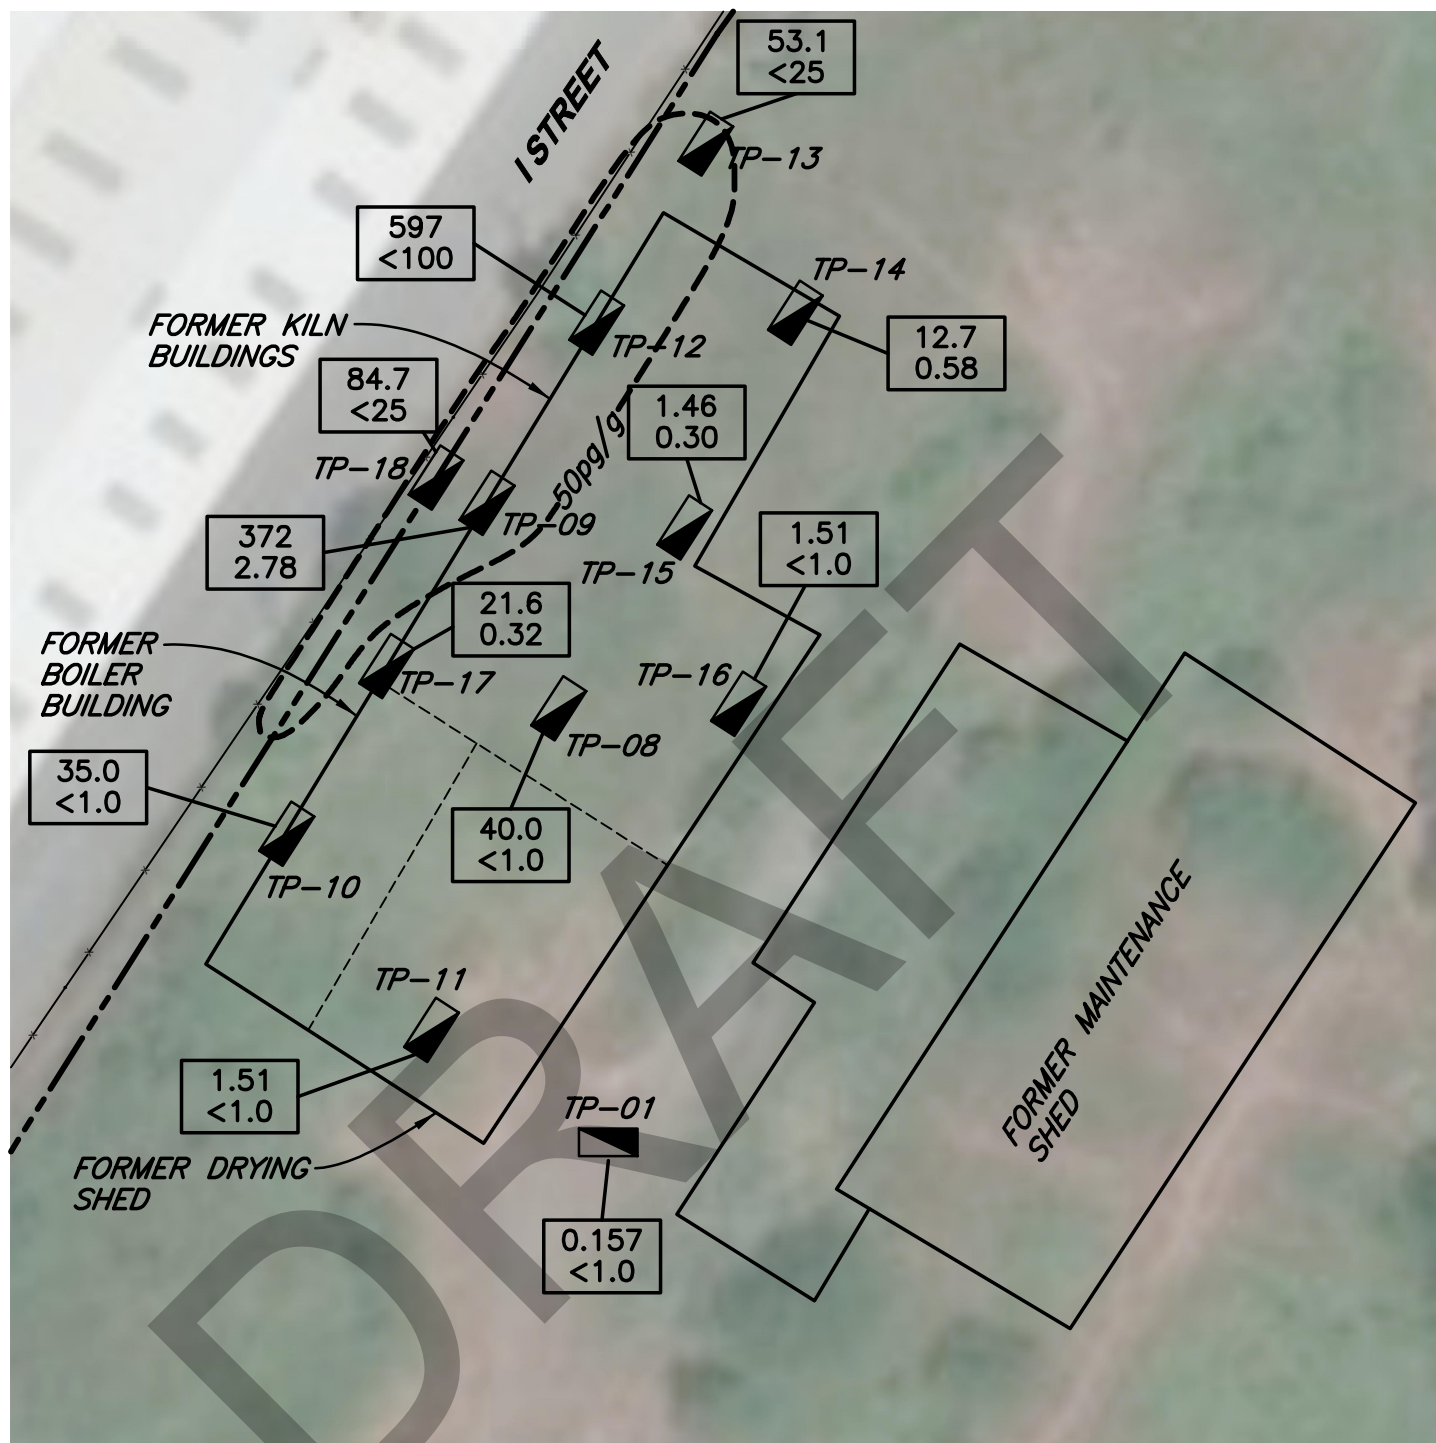 53.1
<25
I STREET
TP-13
597
<100
TP-14
FORMER KILN
BUILDINGS
TP-12
12.7
0.58
84.7
<25
1.46
0.30
50pg/g
TP-18
TP-09
372
2.78
1.51
<1.0
TP-15
21.6
0.32
FORMER
BOILER
BUILDING
TP-17
TP-16
TP-08
35.0
<1.0
40.0
<1.0
TP-10
FORMER MAINTENANCE
SHED
TP-11
1.51
<1.0
TP-01
FORMER DRYING
SHED
0.157
<1.0
DRAFT